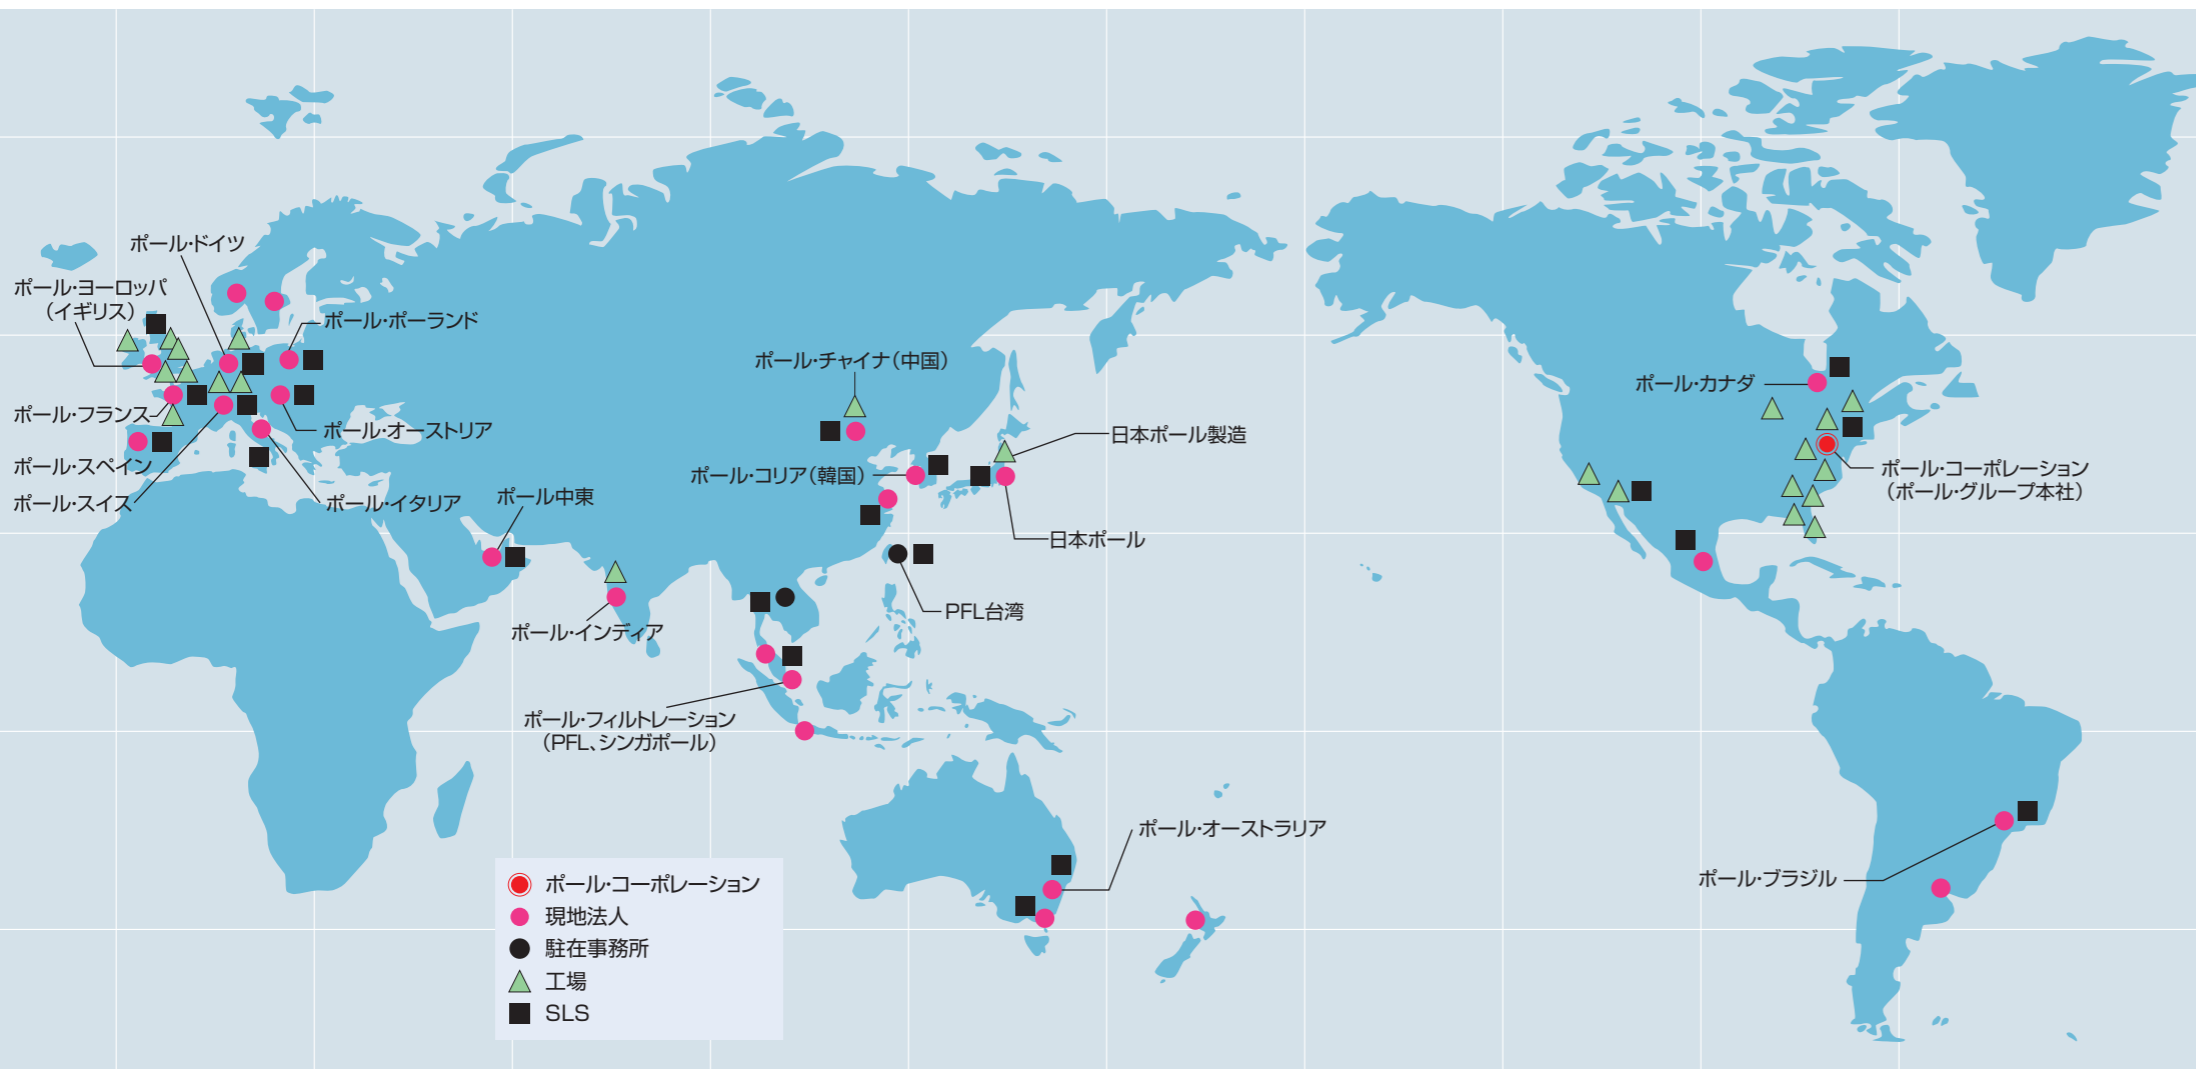 ポール・ドイツ
ポール・ヨーロッパ
（イギリス）
ポール・ポーランド
ポール・フランス
ポール・オーストリア
ポール・スペイン
ポール・スイス
ポール・イタリア
ポール中東
ポール・チャイナ（中国）
ポール・コリア（韓国）
日本ポール製造
日本ポール
PFL台湾
ポール・インディア
ポール・フィルトレーション
（PFL、シンガポール）
ポール・オーストラリア
ポール・カナダ
ポール・コーポレーション
（ポール・グループ本社）
ポール・ブラジル
ポール・コーポレーション
現地法人
駐在事務所
工場
SLS